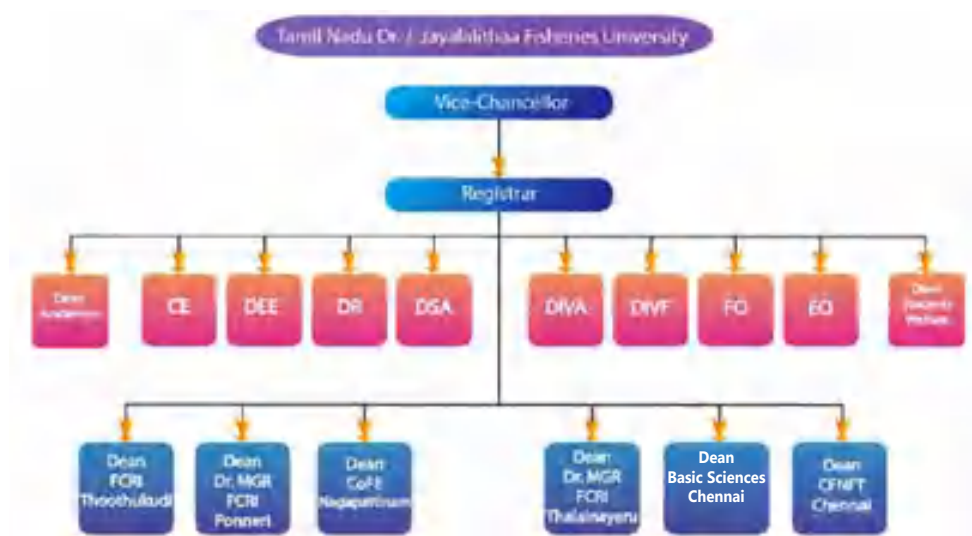 Tamil Nadu Dr. J Jayalalithaa Fisheries University
Vice-Chancellor
Registrar
Dean
CE
DEE
DR
DSA
DIVA
DIVF
FO
EO
Dean
Students
Welfare
Dean
FCRI
Thoothukudi
Dean
Dr. MGR
FCRI
Ponneri
Dean
CoFE
Nagapattinam
Dean
Dr. MGR
FCRI
Thalainayeru
Dean
Basic Sciences
Chennai
Dean
CFNFT
Chennai